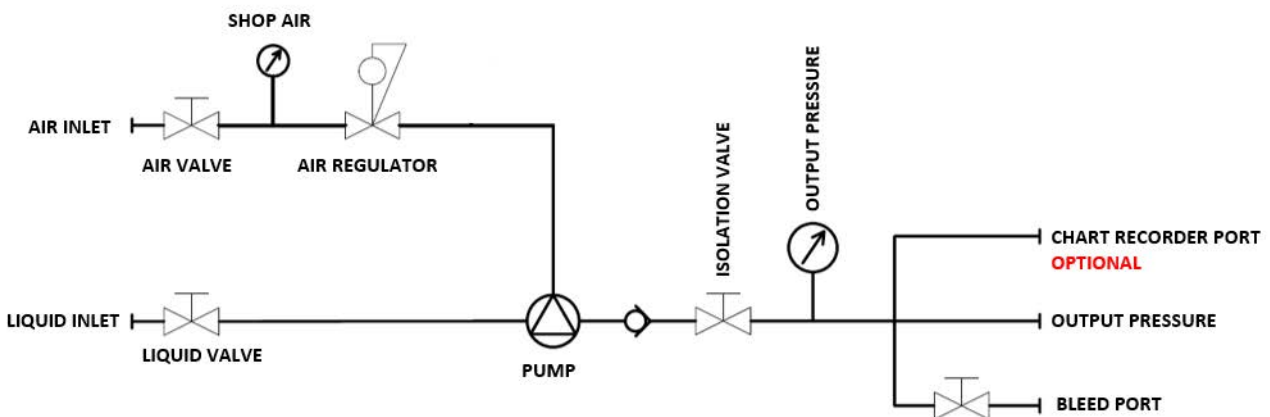 SHOP AIR
AIR INLET
AIR VALVE
AIR REGULATOR
ISOLATION VALVE
OUTPUT PRESSURE
CHART RECORDER PORT
OPTIONAL
LIQUID INLET
OUTPUT PRESSURE
LIQUID VALVE
PUMP
BLEED PORT